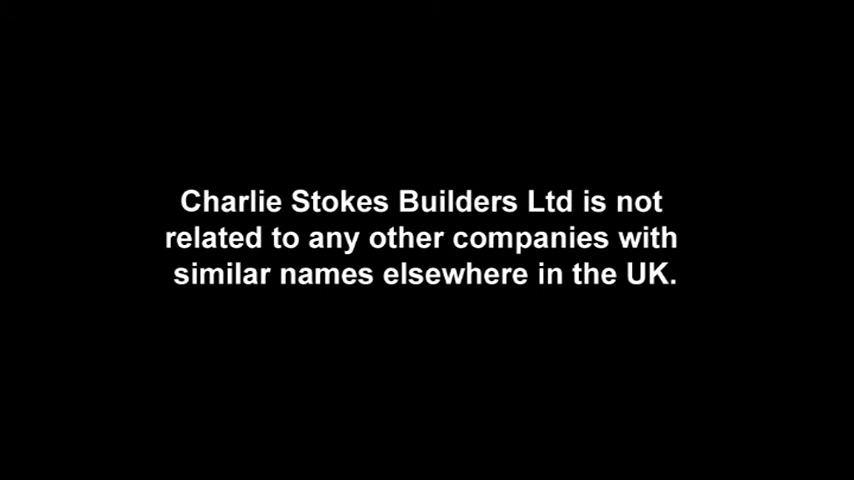 Charlie Stokes Builders Ltd is not
related to any other companies with
similar names elsewhere in the UK.